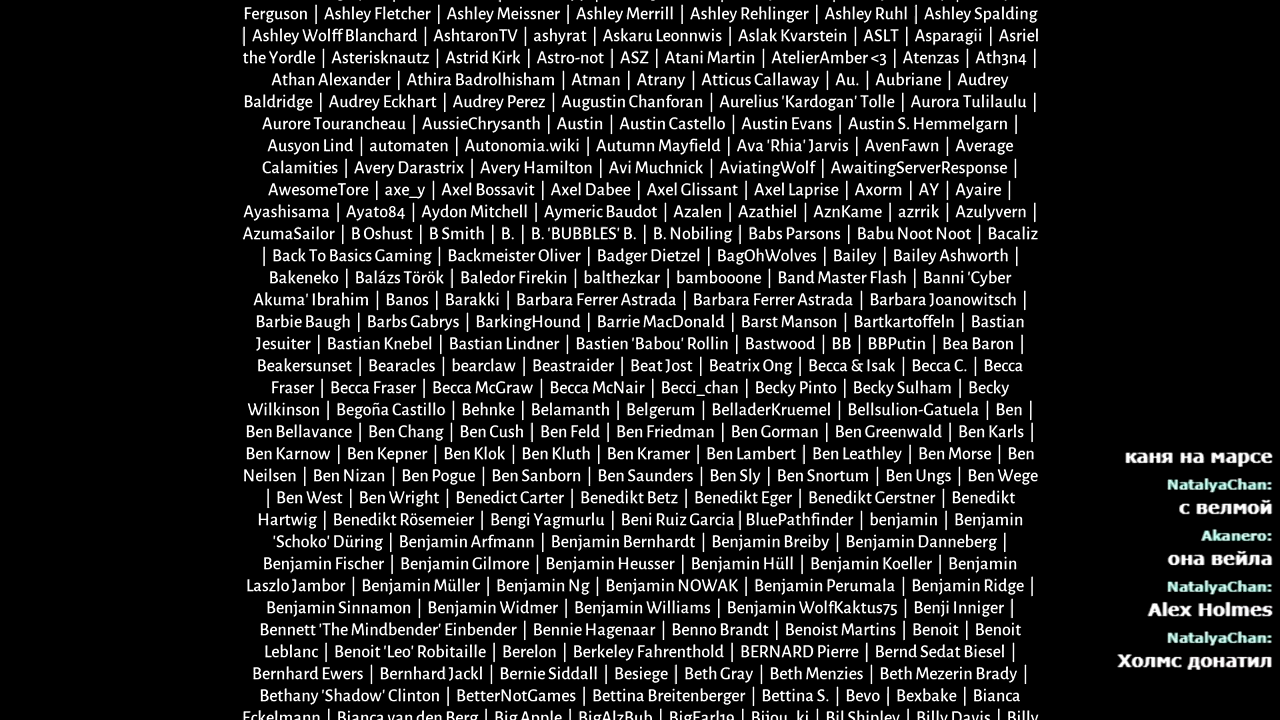 Ferguson | Ashley Fletcher | Ashley Meissner | Ashley Merrill | Ashley Rehlinger | Ashley Ruhl | Ashley Spalding
| Ashley Wolff Blanchard | AshtaronTV | ashyrat | Askaru Leonnwis | Aslak Kvarstein | ASLT | Asparagii | Asriel
the Yordle | Asterisknautz | Astrid Kirk | Astro-not | ASZ | Atani Martin | AtelierAmber <3 | Atenzas | Ath3n4 |
Athan Alexander | Athira Badrolhisham | Atman | Atrany | Atticus Callaway | Au. | Aubriane | Audrey
Baldridge | Audrey Eckhart | Audrey Perez | Augustin Chanforan | Aurelius 'Kardogan' Tolle | Aurora Tulilaulu |
Aurore Tourancheau | AussieChrysanth | Austin | Austin Castello | Austin Evans | Austin S. Hemmelgarn |
Ausyon Lind | automaten | Autonomia.wiki | Autumn Mayfield | Ava 'Rhia' Jarvis | AvenFawn | Average
Calamities | Avery Darastrix | Avery Hamilton | Avi Muchnick | AviatingWolf | AwaitingServerResponse |
AwesomeTore | axe_y | Axel Bossavit | Axel Dabee | Axel Glissant | Axel Laprise | Axorm | AY | Ayaire |
Ayashisama | Ayato84 | Aydon Mitchell | Aymeric Baudot | Azalen | Azathiel | AznKame | azrrik | Azulyvern |
AzumaSailor | B Oshust | B Smith | B. | B. 'BUBBLES' B. | B. Nobiling | Babs Parsons | Babu Noot Noot | Bacaliz
| Back To Basics Gaming | Backmeister Oliver | Badger Dietzel | BagOhWolves | Bailey | Bailey Ashworth |
Bakeneko | Balázs Török | Baledor Firekin | balthezkar | bambooone | Band Master Flash | Banni 'Cyber
Akuma' Ibrahim | Banos | Barakki | Barbara Ferrer Astrada | Barbara Ferrer Astrada | Barbara Joanowitsch |
Barbie Baugh | Barbs Gabrys | BarkingHound | Barrie MacDonald | Barst Manson | Bartkartoffeln | Bastian
Jesuiter | Bastian Knebel | Bastian Lindner | Bastien 'Babou' Rollin | Bastwood | BB | BBPutin | Bea Baron |
Beakersunset | Bearacles | bearclaw | Beastraider | Beat Jost | Beatrix Ong | Becca & Isak | Becca C. | Becca
Fraser | Becca Fraser | Becca McGraw | Becca McNair | Becci_chan | Becky Pinto | Becky Sulham | Becky
Wilkinson | Begoña Castillo | Behnke | Belamanth | Belgerum | BelladerKruemel | Bellsulion-Gatuela | Ben |
Ben Bellavance | Ben Chang | Ben Cush | Ben Feld | Ben Friedman | Ben Gorman | Ben Greenwald | Ben Karls |
Ben Karnow | Ben Kepner | Ben Klok | Ben Kluth | Ben Kramer | Ben Lambert | Ben Leathley | Ben Morse | Ben
Neilsen | Ben Nizan | Ben Pogue | Ben Sanborn | Ben Saunders | Ben Sly | Ben Snortum | Ben Ungs | Ben Wege
| Ben West | Ben Wright | Benedict Carter | Benedikt Betz | Benedikt Eger | Benedikt Gerstner | Benedikt
Hartwig | Benedikt Rösemeier | Bengi Yagmurlu | Beni Ruiz Garcia | BluePathfinder | benjamin | Benjamin
'Schoko' Düring | Benjamin Arfmann | Benjamin Bernhardt | Benjamin Breiby | Benjamin Danneberg |
Benjamin Fischer | Benjamin Gilmore | Benjamin Heusser | Benjamin Hüll | Benjamin Koeller | Benjamin
Laszlo Jambor | Benjamin Müller | Benjamin Ng | Benjamin NOWAK | Benjamin Perumala | Benjamin Ridge |
Benjamin Sinnamon | Benjamin Widmer | Benjamin Williams | Benjamin WolfKaktus75 | Benji Inniger |
Bennett 'The Mindbender' Einbender | Bennie Hagenaar | Benno Brandt | Benoist Martins | Benoit | Benoit
Leblanc | Benoit 'Leo' Robitaille | Berelon | Berkeley Fahrenthold | BERNARD Pierre | Bernd Sedat Biesel |
Bernhard Ewers | Bernhard Jackl | Bernie Siddall | Besiege | Beth Gray | Beth Menzies | Beth Mezerin Brady |
Bethany 'Shadow' Clinton | BetterNotGames | Bettina Breitenberger | Bettina S. | Bevo | Bexbake | Bianca
Eckelmann | Bianca van den Berg | Big Apple | BigAlzBub | BigEarl19 | Bijou_ki | Bil Shipley | Billy Davis | Billy
каня на марсе
NatalyaChan:
с велмой
Akanero:
она вейла
NatalyaChan:
Alex Holmes
NatalyaChan:
Холмс донатил